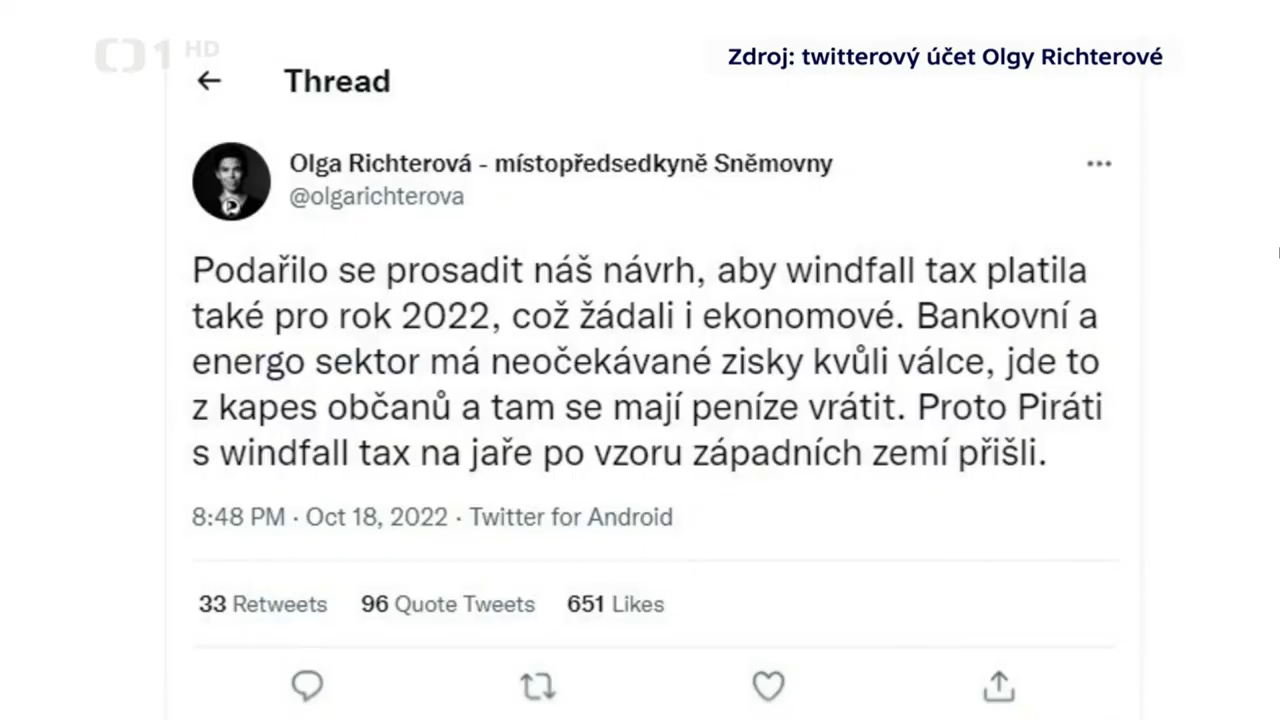 1 HD
Zdroj: twitterový účet Olgy Richterové
Thread
Olga Richterová - místopředsedkyně Sněmovny
@olgarichterova
Podařilo se prosadit náš návrh, aby windfall tax platila
také pro rok 2022, což žádali i ekonomové. Bankovní a
energo sektor má neočekávané zisky kvůli válce, jde to
z kapes občanů a tam se mají peníze vrátit. Proto Piráti
s windfall tax na jaře po vzoru západních zemí přišli.
8:48 PM · Oct 18, 2022 · Twitter for Android
33 Retweets 96 Quote Tweets 651 Likes